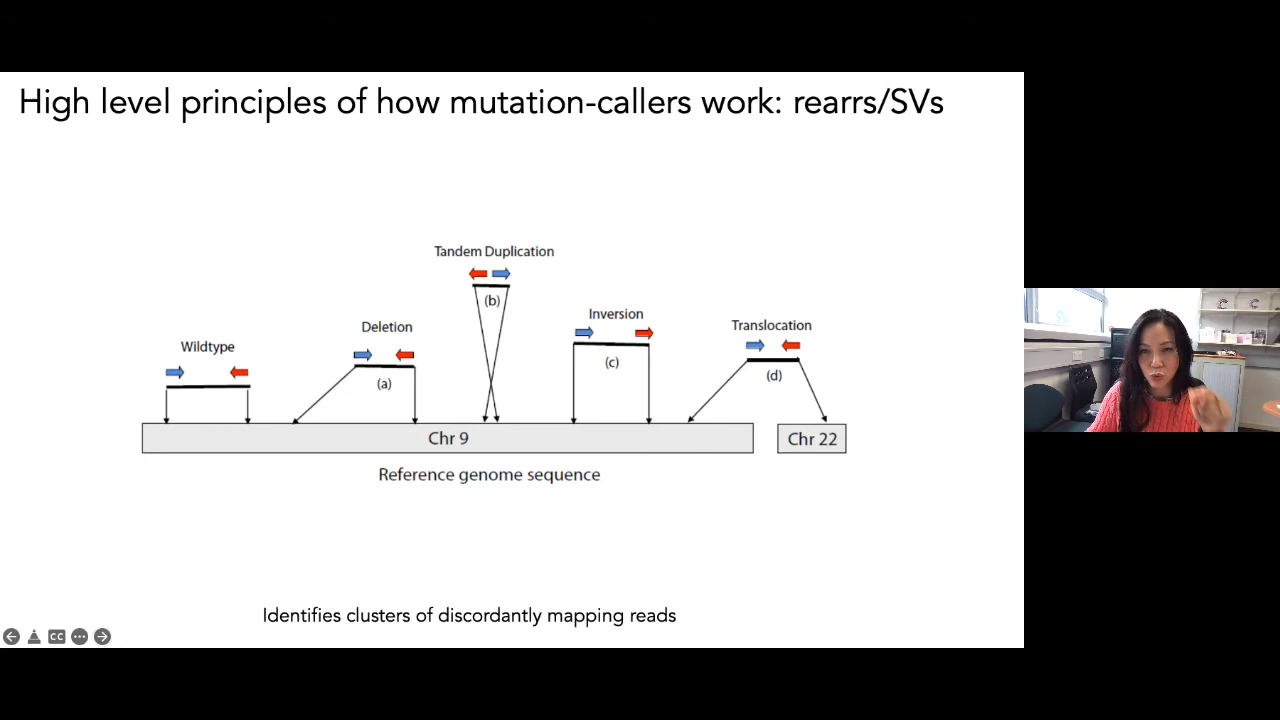 High level principles of how mutation-callers work: rearrs/SVs
Tandem Duplication
(b)
Inversion
(c)
Translocation
(d)
Deletion
(a)
Wildtype
Chr 9
Chr 22
Reference genome sequence
Identifies clusters of discordantly mapping reads
CC